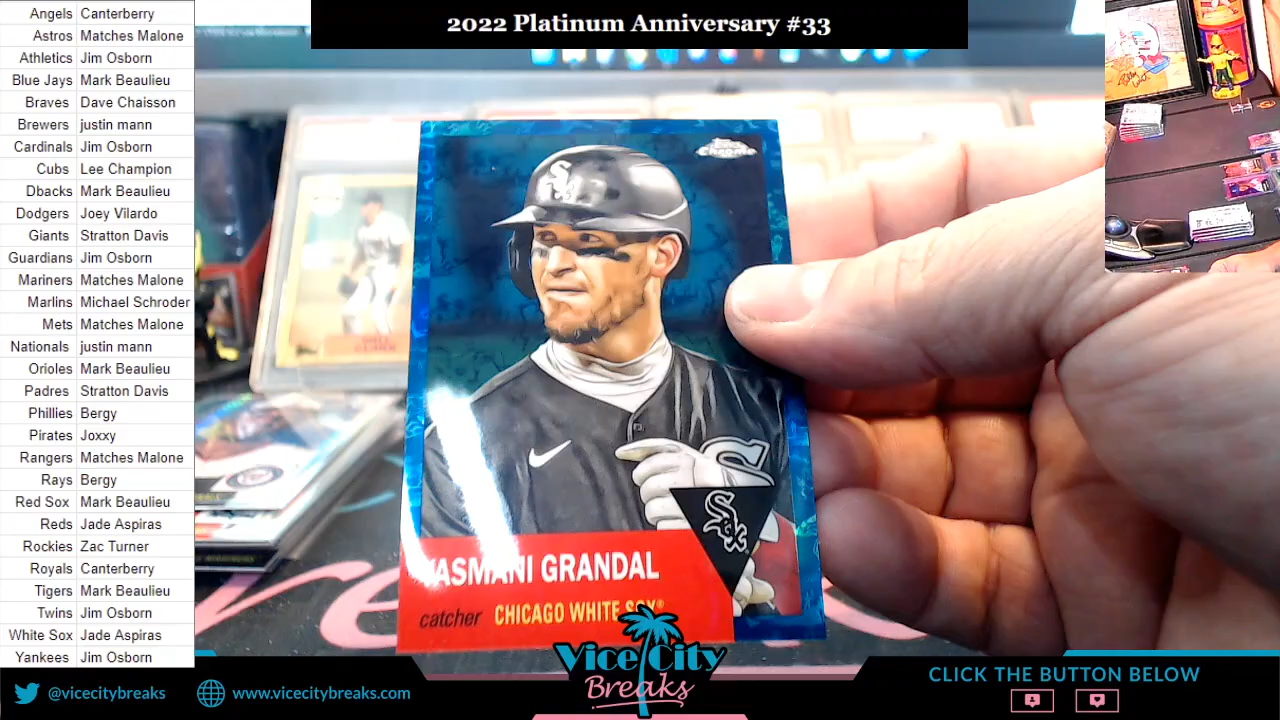 2022 Platinum Anniversary #33
Angels Canterberry
Astros Matches Malone
Athletics Jim Osborn
Blue Jays Mark Beaulieu
Braves Dave Chaisson
Brewers justin mann
Cardinals Jim Osborn
Cubs Lee Champion
Dbacks Mark Beaulieu
Dodgers Joey Vilardo
Giants Stratton Davis
Guardians Jim Osborn
Mariners Matches Malone
Marlins Michael Schroder
Mets Matches Malone
Nationals justin mann
Orioles Mark Beaulieu
Padres Stratton Davis
Phillies Bergy
Pirates Joxxy
Rangers Matches Malone
Rays Bergy
Red Sox Mark Beaulieu
Reds Jade Aspiras
Rockies Zac Turner
Royals Canterberry
Tigers Mark Beaulieu
Twins Jim Osborn
White Sox Jade Aspiras
Yankees Jim Osborn
Topps
Chrome
Sox
Sox
YASMANI GRANDAL
catcher CHICAGO WHITE SOX®
Vice City
Breaks
@vicecitybreaks
www.vicecitybreaks.com
CLICK THE BUTTON BELOW